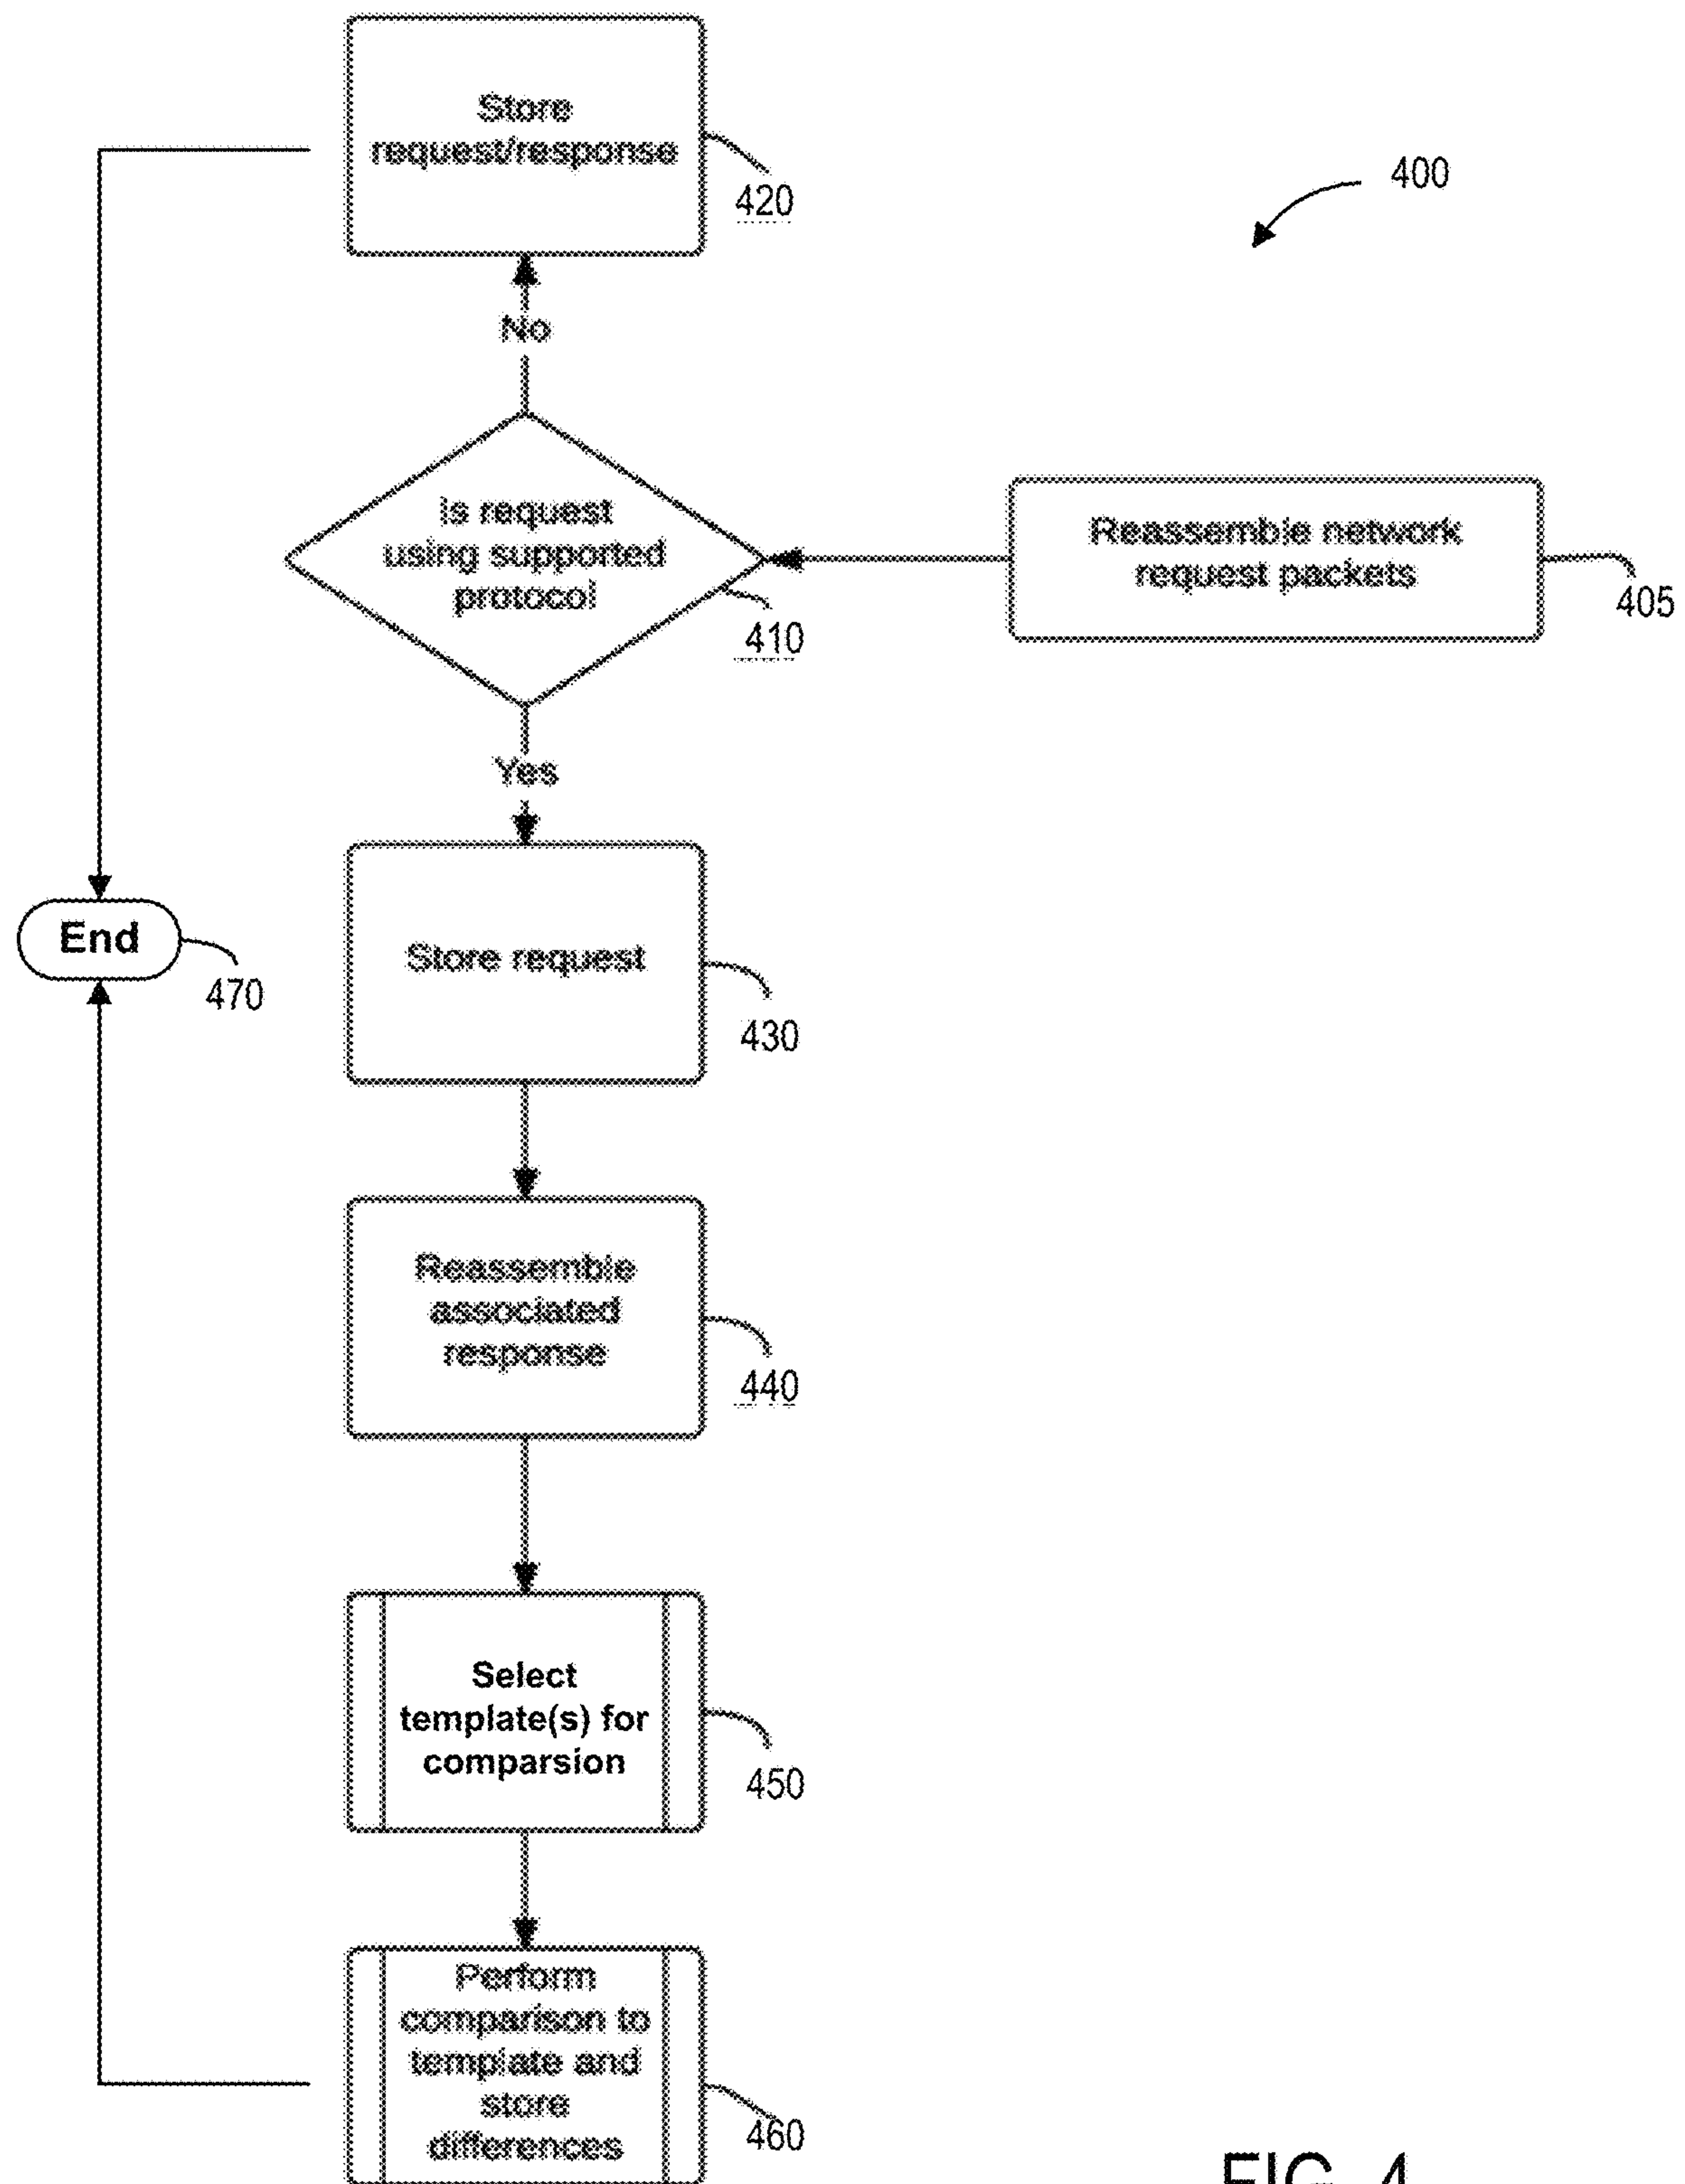 Store
request/response
420
400
No
is request
using supported
protocol
410
Reassemble network
request packets
405
Yes
Store request
430
End
470
Reassemble
associated
response
440
Select
template(s) for
comparsion
450
Perform
comparison to
template and
store
differences
460
FIG. 4